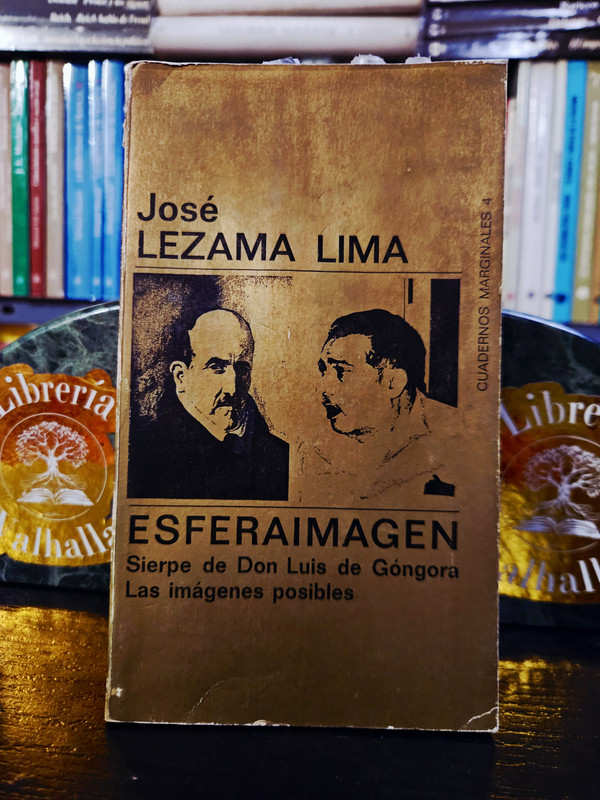 José
LEZAMA LIMA
CUADERNOS MARGINALES 4
ESFERAIMAGEN
Sierpe de Don Luis de Góngora
Las imágenes posibles
Librería
Valhalla